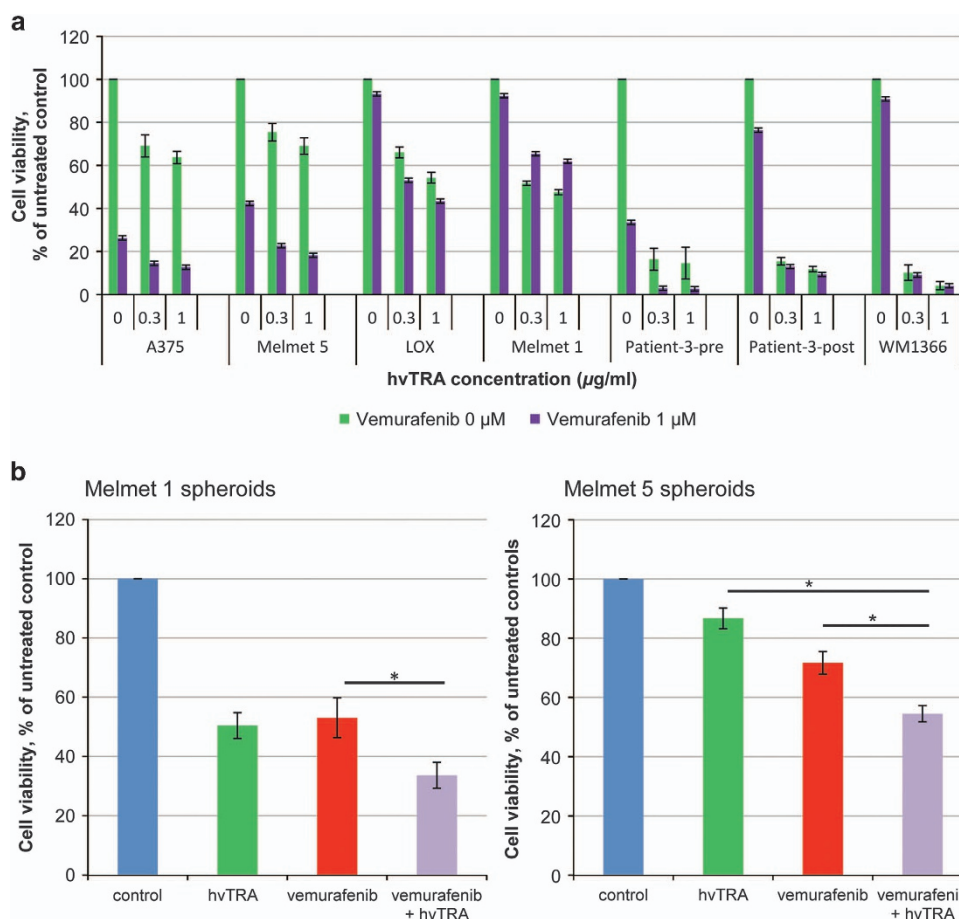 a
Cell viability,
% of untreated control
120
100
80
60
40
20
0
0 0.3 1 0 0.3 1 0 0.3 1 0 0.3 1 0 0.3 1 0 0.3 1 0 0.3 1
A375 Melmet 5 LOX Melmet 1 Patient-3-pre Patient-3-post WM1366
hvTRA concentration (µg/ml)
Vemurafenib 0 µM Vemurafenib 1 µM
b
Melmet 1 spheroids
Cell viability, % of untreated control
120
100
80
60
40
20
0
*
control hvTRA vemurafenib vemurafenib
+ hvTRA
Melmet 5 spheroids
Cell viability, % of untreated controls
120
100
80
60
40
20
0
*
*
control hvTRA vemurafenib vemurafeni
+ hvTRA